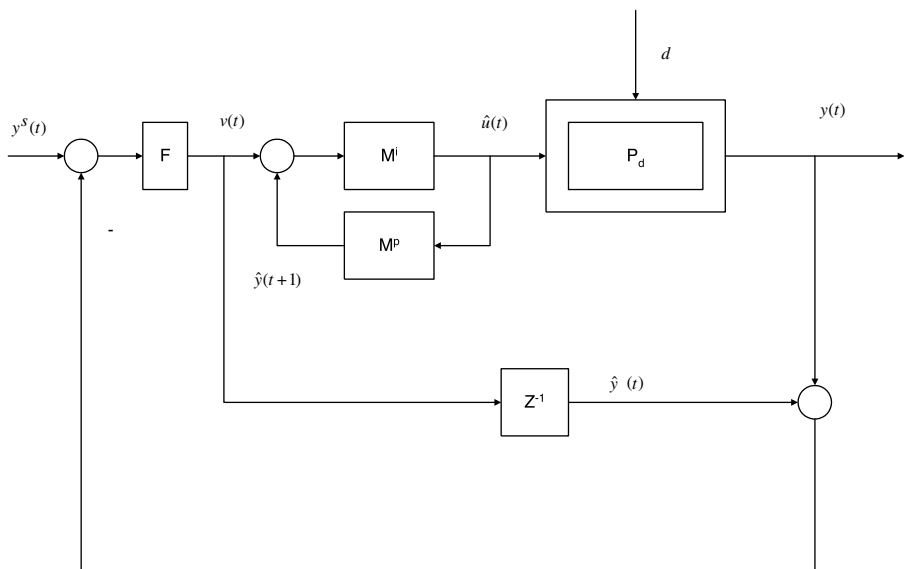 d
y^s(t)
F
v(t)
M^i
û(t)
P_d
y(t)
-
M^p
ŷ(t+1)
Z^-1
ŷ (t)